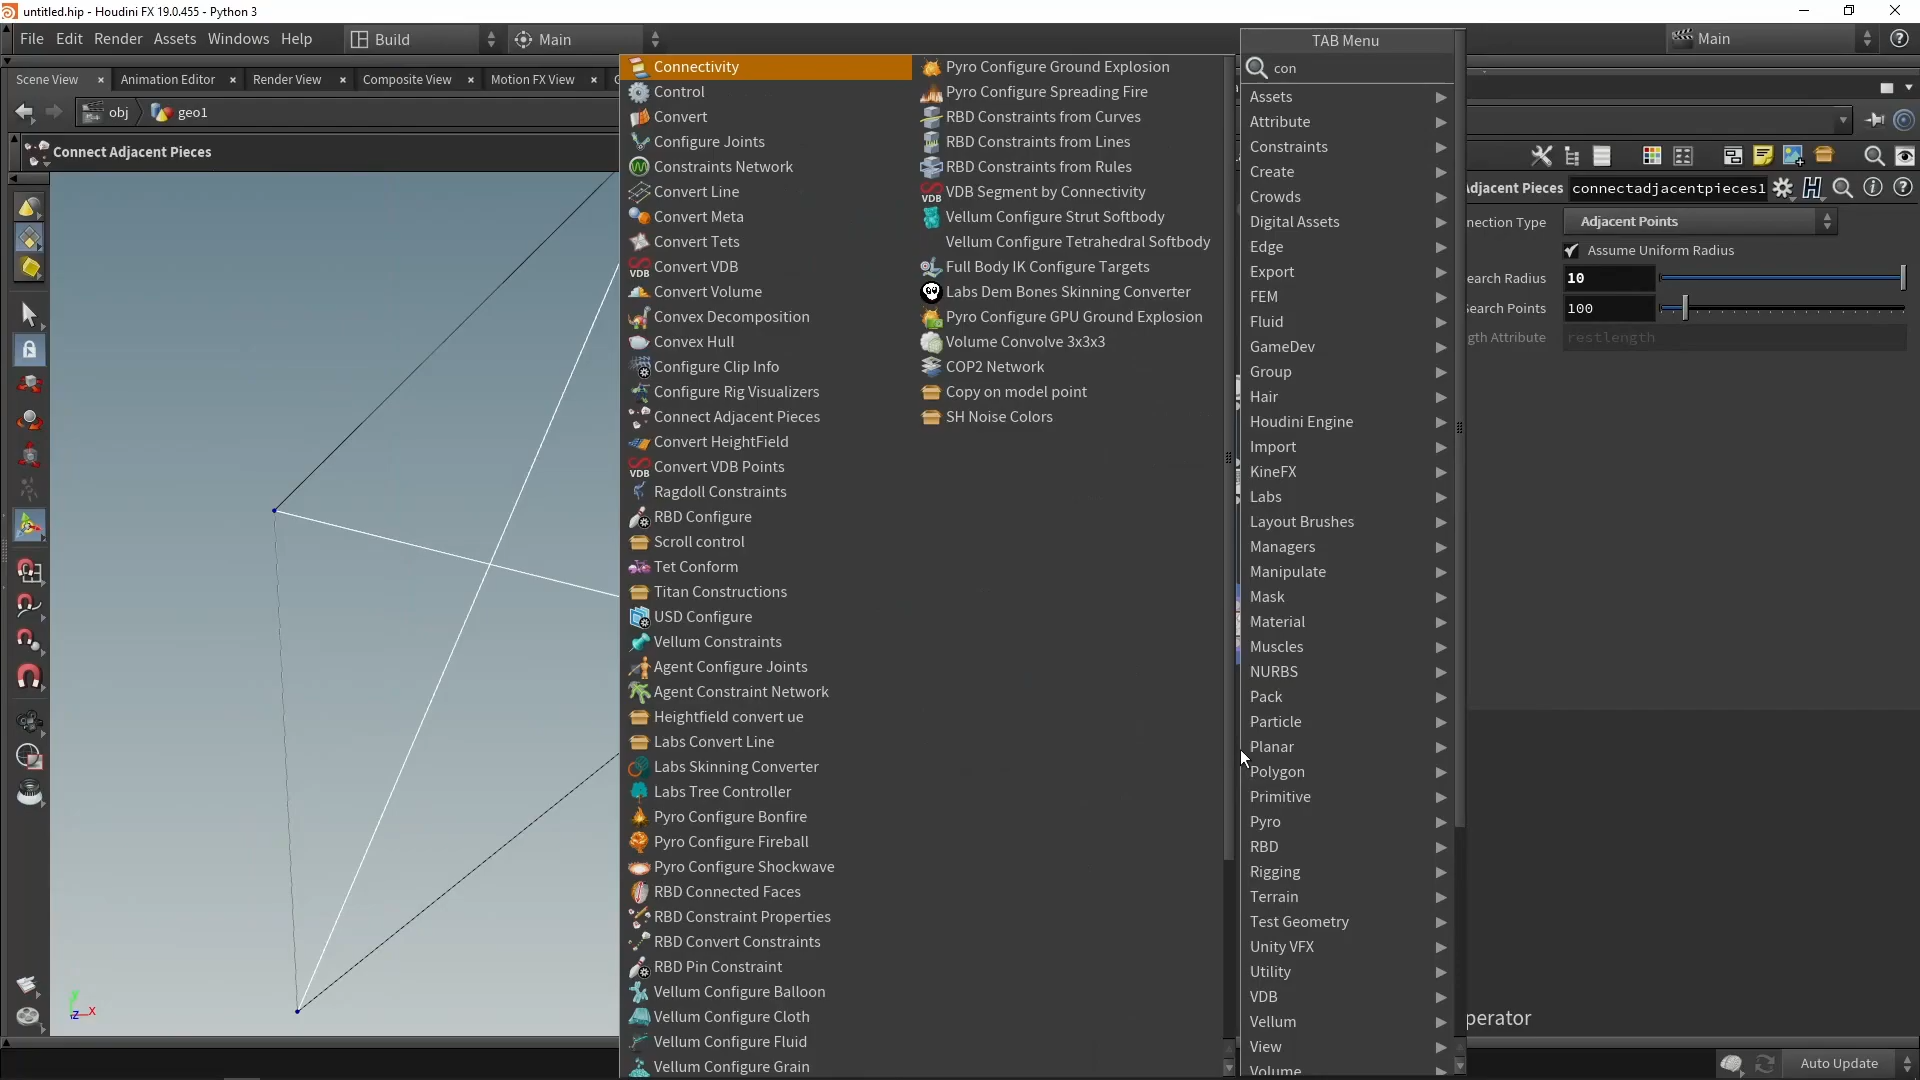 untitled.hip - Houdini FX 19.0.455 - Python 3
File Edit Render Assets Windows Help Build Main Main
Scene View × Animation Editor × Render View × Composite View × Motion FX View ×
obj geo1
Connect Adjacent Pieces
Connectivity
Control
Convert
Configure Joints
Constraints Network
Convert Line
Convert Meta
Convert Tets
Convert VDB
Convert Volume
Convex Decomposition
Convex Hull
Configure Clip Info
Configure Rig Visualizers
Connect Adjacent Pieces
Convert HeightField
Convert VDB Points
Ragdoll Constraints
RBD Configure
Scroll control
Tet Conform
Titan Constructions
USD Configure
Vellum Constraints
Agent Configure Joints
Agent Constraint Network
Heightfield convert ue
Labs Convert Line
Labs Skinning Converter
Labs Tree Controller
Pyro Configure Bonfire
Pyro Configure Fireball
Pyro Configure Shockwave
RBD Connected Faces
RBD Constraint Properties
RBD Convert Constraints
RBD Pin Constraint
Vellum Configure Balloon
Vellum Configure Cloth
Vellum Configure Fluid
Vellum Configure Grain
Pyro Configure Ground Explosion
Pyro Configure Spreading Fire
RBD Constraints from Curves
RBD Constraints from Lines
RBD Constraints from Rules
VDB Segment by Connectivity
Vellum Configure Strut Softbody
Vellum Configure Tetrahedral Softbody
Full Body IK Configure Targets
Labs Dem Bones Skinning Converter
Pyro Configure GPU Ground Explosion
Volume Convolve 3x3x3
COP2 Network
Copy on model point
SH Noise Colors
TAB Menu
con
Assets
Attribute
Constraints
Create
Crowds
Digital Assets
Edge
Export
FEM
Fluid
GameDev
Group
Hair
Houdini Engine
Import
KineFX
Labs
Layout Brushes
Managers
Manipulate
Mask
Material
Muscles
NURBS
Pack
Particle
Planar
Polygon
Primitive
Pyro
RBD
Rigging
Terrain
Test Geometry
Unity VFX
Utility
VDB
Vellum
View
Volume
Adjacent Pieces connectadjacentpieces1
nection Type Adjacent Points
Assume Uniform Radius
earch Radius 10
Search Points 100
gth Attribute restlength
perator
Auto Update